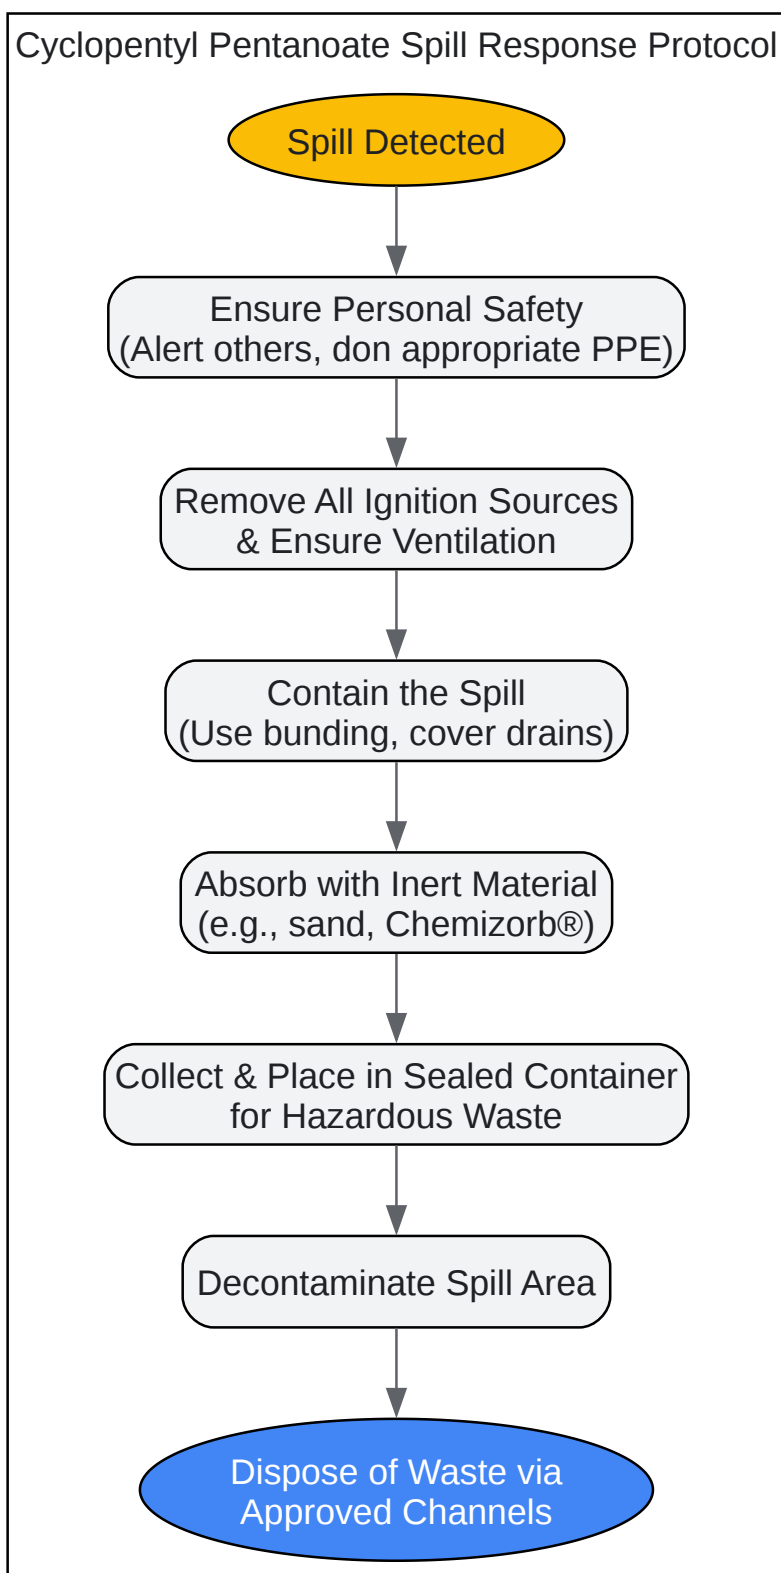 Cyclopentyl Pentanoate Spill Response Protocol
Spill Detected
Ensure Personal Safety
(Alert others, don appropriate PPE)
Remove All Ignition Sources
& Ensure Ventilation
Contain the Spill
(Use bunding, cover drains)
Absorb with Inert Material
(e.g., sand, Chemizorb®)
Collect & Place in Sealed Container
for Hazardous Waste
Decontaminate Spill Area
Dispose of Waste via
Approved Channels